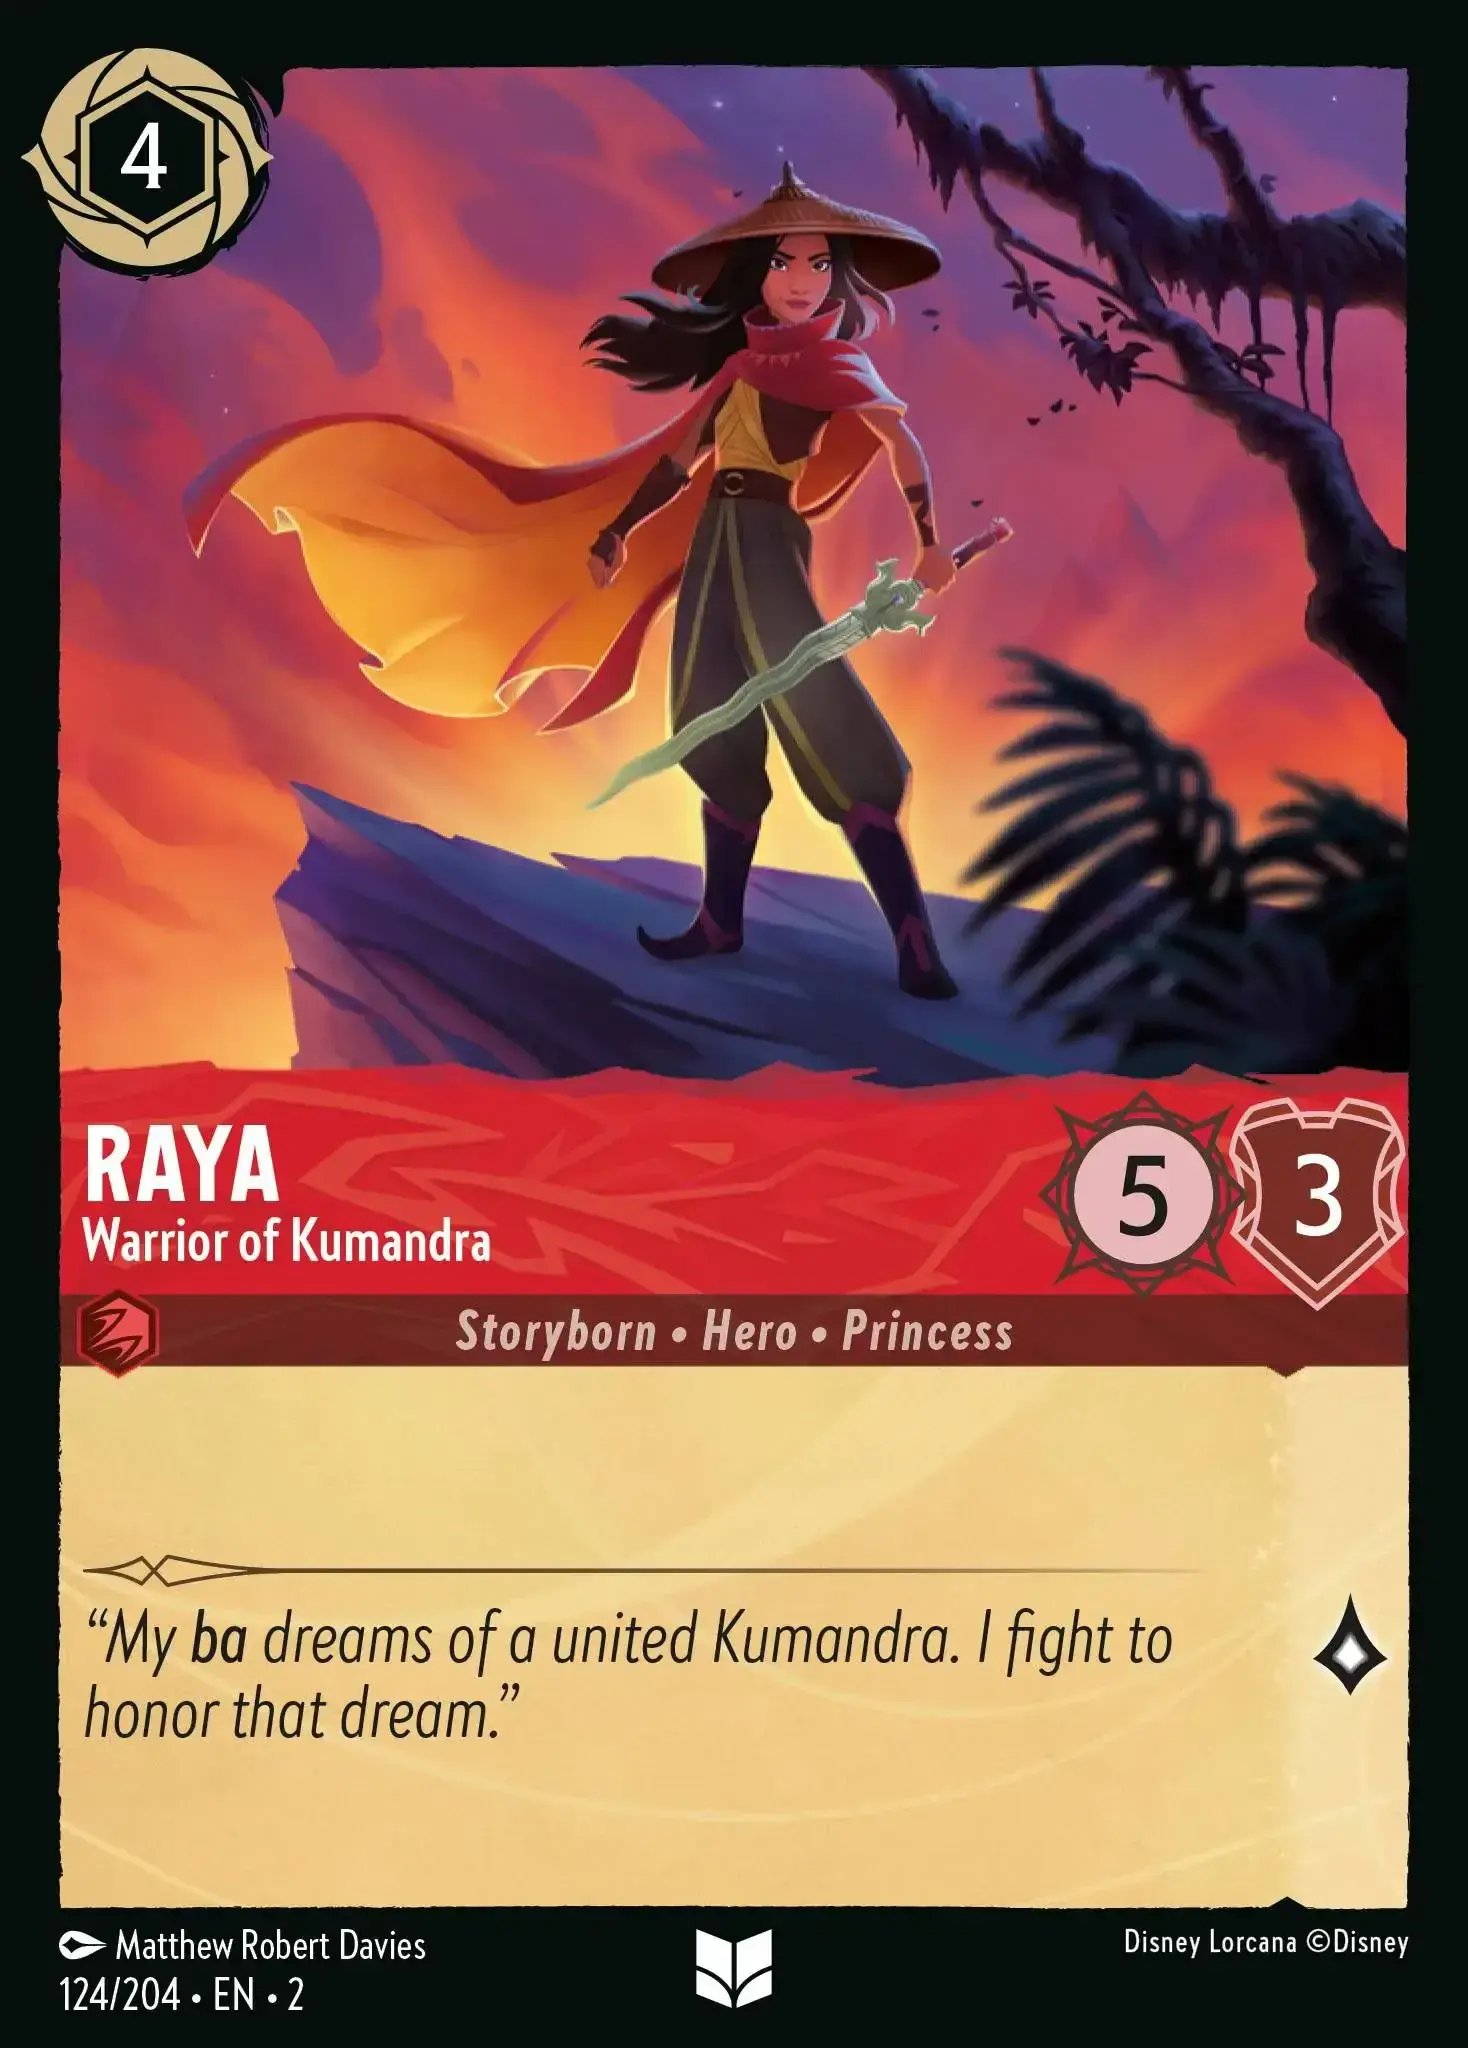 4
RAYA
Warrior of Kumandra
5
3
Storyborn • Hero • Princess
“My ba dreams of a united Kumandra. I fight to
honor that dream.”
Matthew Robert Davies
124/204 • EN • 2
Disney Lorcana ©Disney